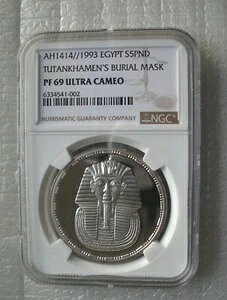 AH1414//1993 EGYPT S5PND
TUTANKHAMEN'S BURIAL MASK
PF 69 ULTRA CAMEO
6334541-002
NUMISMATIC GUARANTY COMPANY
NGC